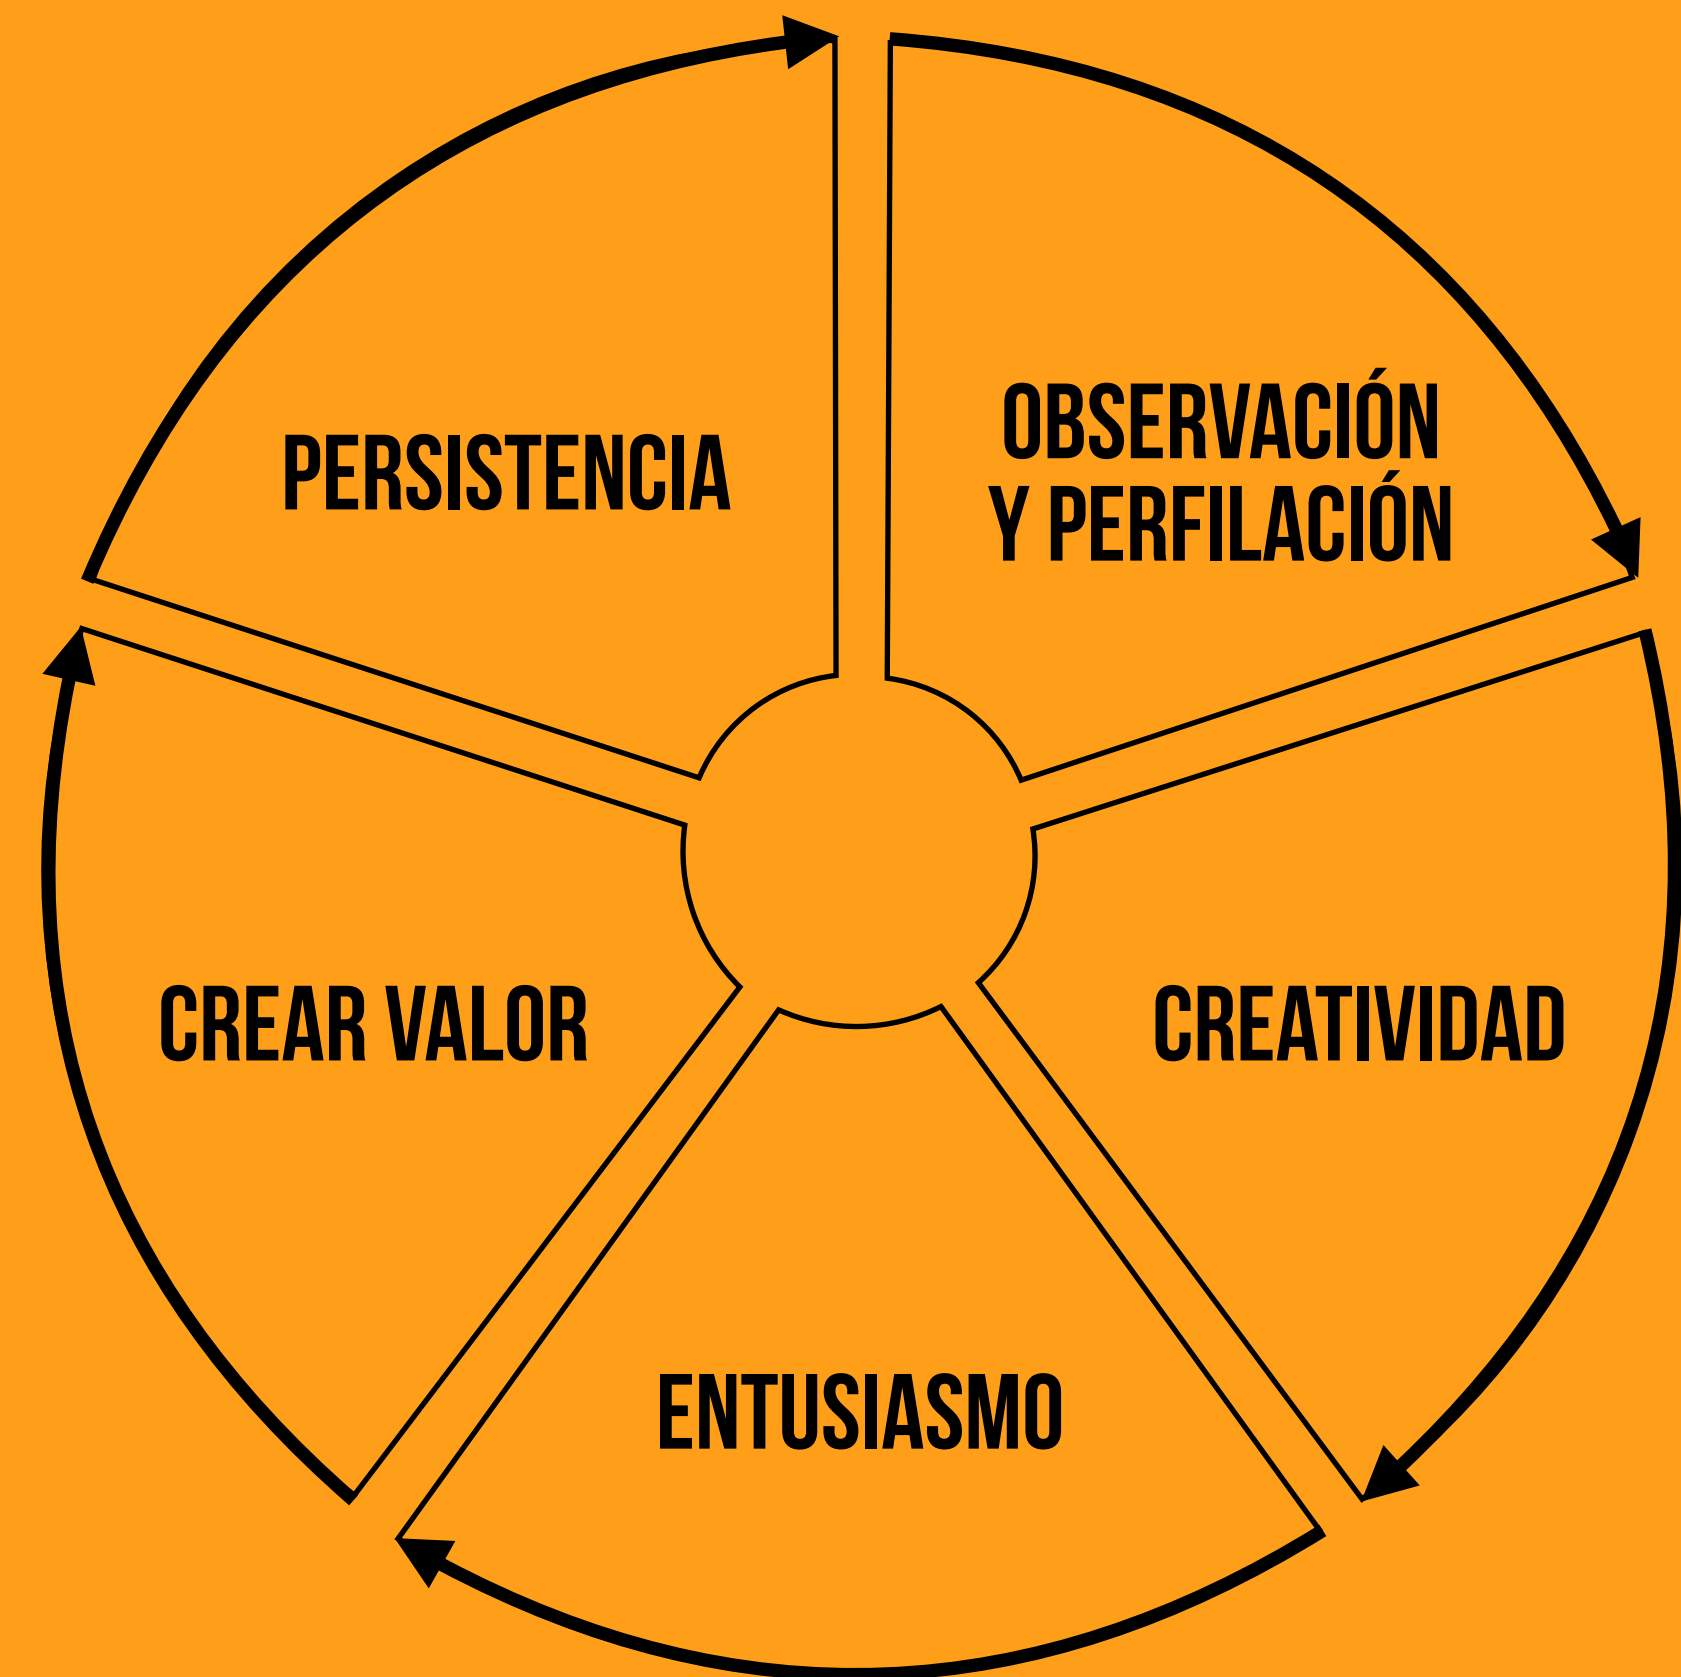 PERSISTENCIA
OBSERVACIÓN
Y PERFILACIÓN
CREAR VALOR
CREATIVIDAD
ENTUSIASMO